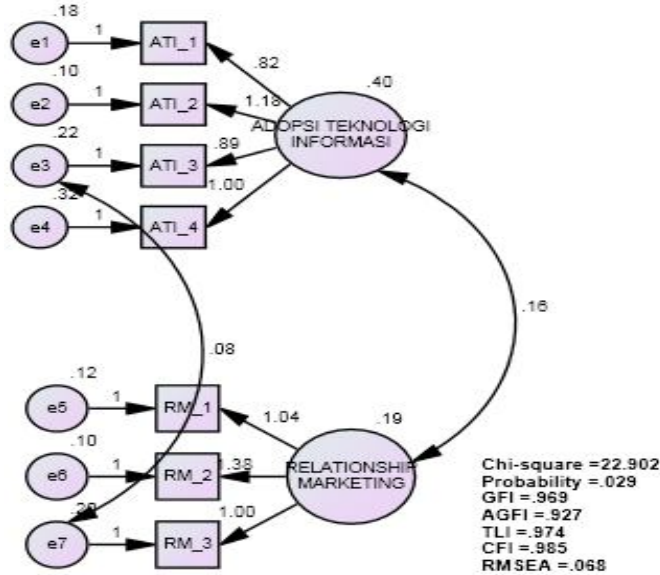 .18
e1 1 ATI_1
.82
.40
.10
e2 1 ATI_2
1.18
ADOPSI TEKNOLOGI
INFORMASI
.22
e3 1 ATI_3
.89
.32
e4 1 ATI_4
1.00
.16
.08
.12
e5 1 RM_1
1.04
.19
.10
e6 1 RM_2
1.38
RELATIONSHIP
MARKETING
e7 1 RM_3
1.00
Chi-square =22.902
Probability =.029
GFI =.969
AGFI =.927
TLI =.974
CFI =.985
RMSEA =.068